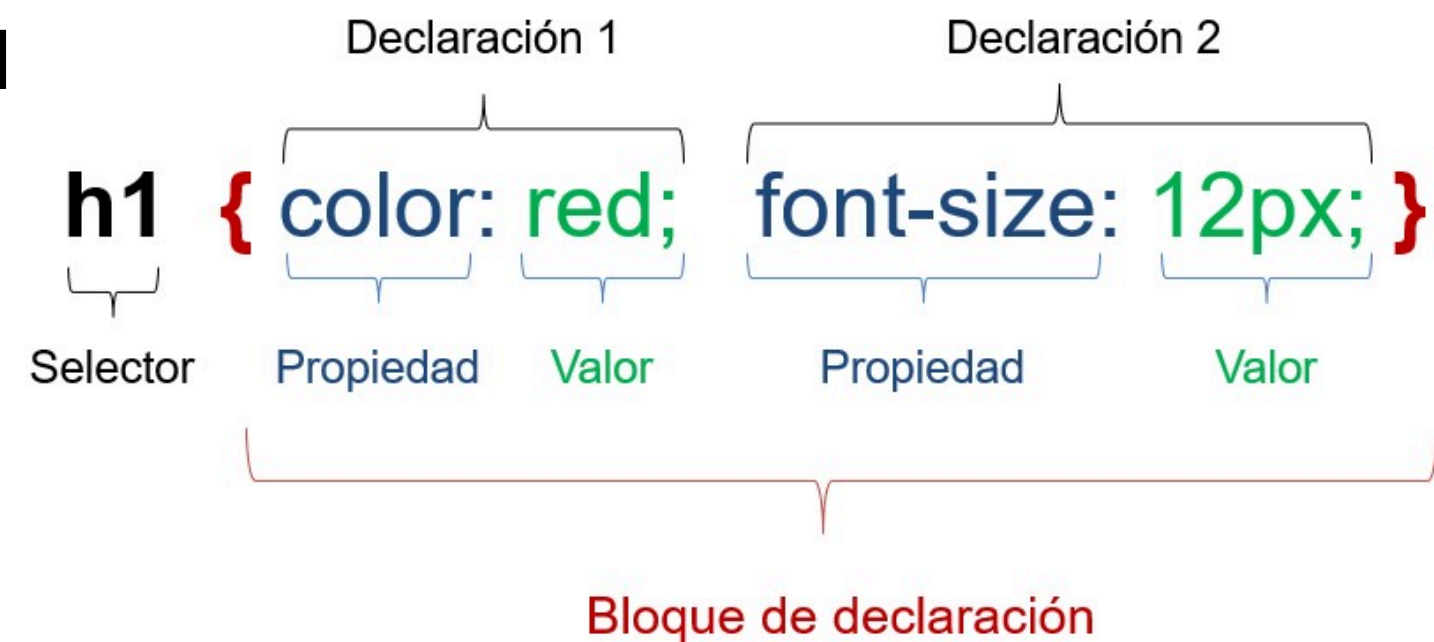 Declaración 1 Declaración 2
h1 { color: red; font-size: 12px; }
Selector Propiedad Valor Propiedad Valor
Bloque de declaración